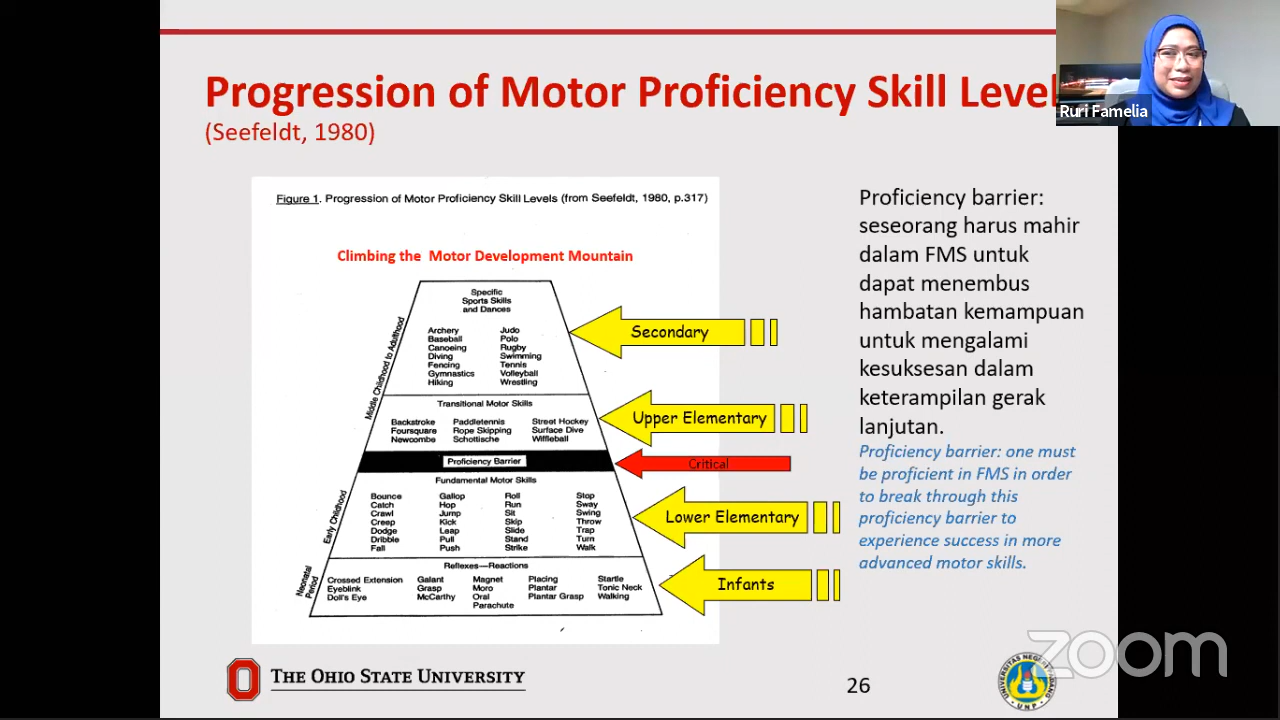 Progression of Motor Proficiency Skill Level
(Seefeldt, 1980)
Ruri Famelia
Figure 1. Progression of Motor Proficiency Skill Levels (from Seefeldt, 1980, p.317)
Climbing the Motor Development Mountain
Middle Childhood to Adulthood
Specific
Sports Skills
and Dances
Archery Judo
Baseball Polo
Canoeing Rugby
Diving Swimming
Fencing Tennis
Gymnastics Volleyball
Hiking Wrestling
Secondary
Transitional Motor Skills
Backstroke Paddletennis Street Hockey
Foursquare Rope Skipping Surface Dive
Newcombe Schottische Wiffleball
Upper Elementary
Proficiency Barrier
Critical
Early Childhood
Fundamental Motor Skills
Bounce Gallop Roll Stop
Catch Hop Run Sway
Crawl Jump Sit Swing
Creep Kick Skip Throw
Dodge Leap Slide Trap
Dribble Pull Stand Turn
Fall Push Strike Walk
Lower Elementary
Neonatal
Period
Reflexes—Reactions
Crossed Extension Galant Magnet Placing Startle
Eyeblink Grasp Moro Plantar Tonic Neck
Doll's Eye McCarthy Oral Plantar Grasp Walking
Parachute
Infants
Proficiency barrier:
seseorang harus mahir
dalam FMS untuk
dapat menembus
hambatan kemampuan
untuk mengalami
kesuksesan dalam
keterampilan gerak
lanjutan.
Proficiency barrier: one must
be proficient in FMS in order
to break through this
proficiency barrier to
experience success in more
advanced motor skills.
THE OHIO STATE UNIVERSITY
26
UNP
zoom